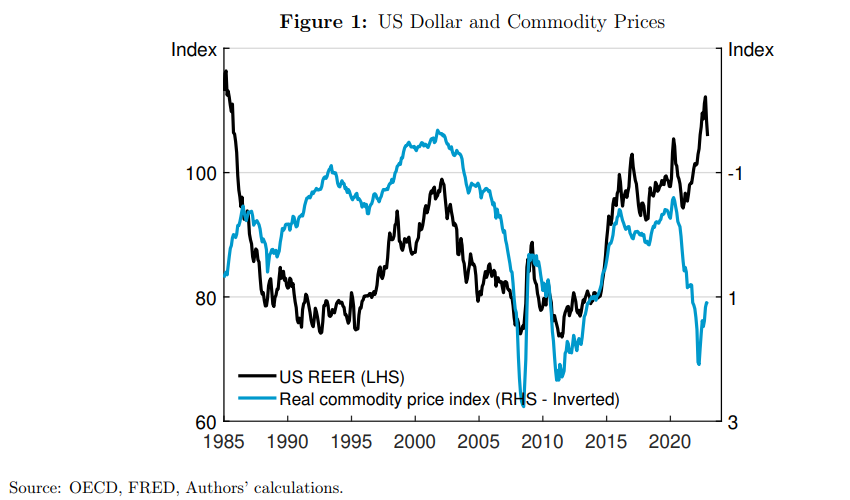 Figure 1: US Dollar and Commodity Prices
Index Index
100 -1
80 1
US REER (LHS)
Real commodity price index (RHS - Inverted)
60 3
1985 1990 1995 2000 2005 2010 2015 2020
Source: OECD, FRED, Authors' calculations.